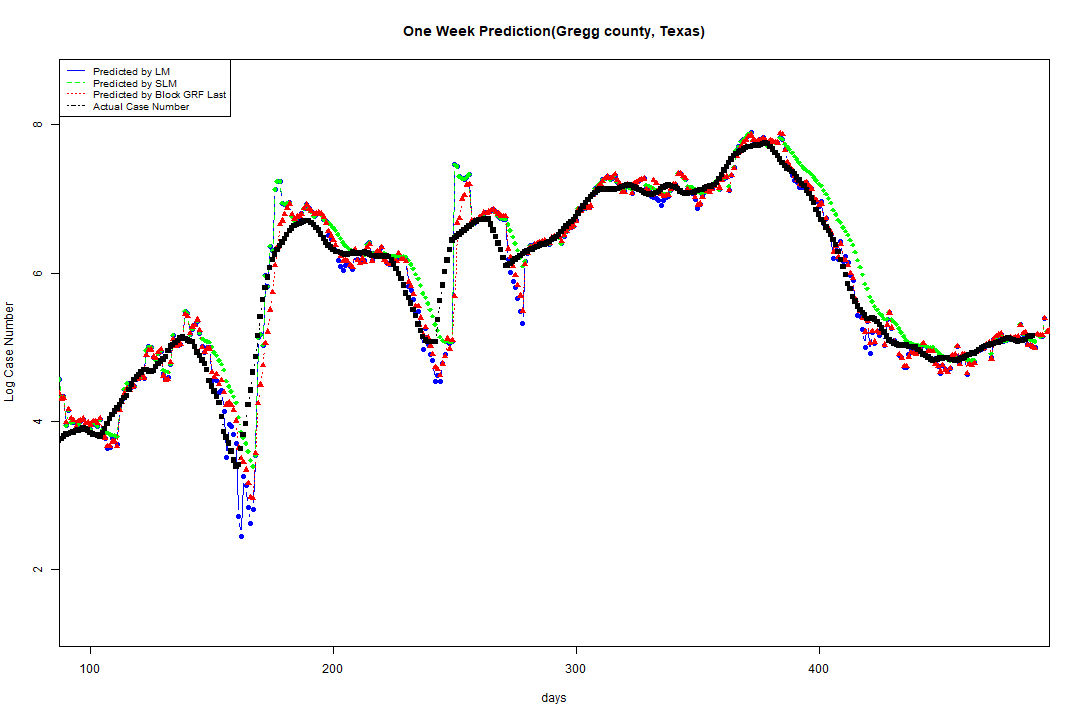 One Week Prediction(Gregg county, Texas)
Predicted by LM
Predicted by SLM
Predicted by Block GRF Last
Actual Case Number
8
6
4
2
Log Case Number
100 200 300 400
days